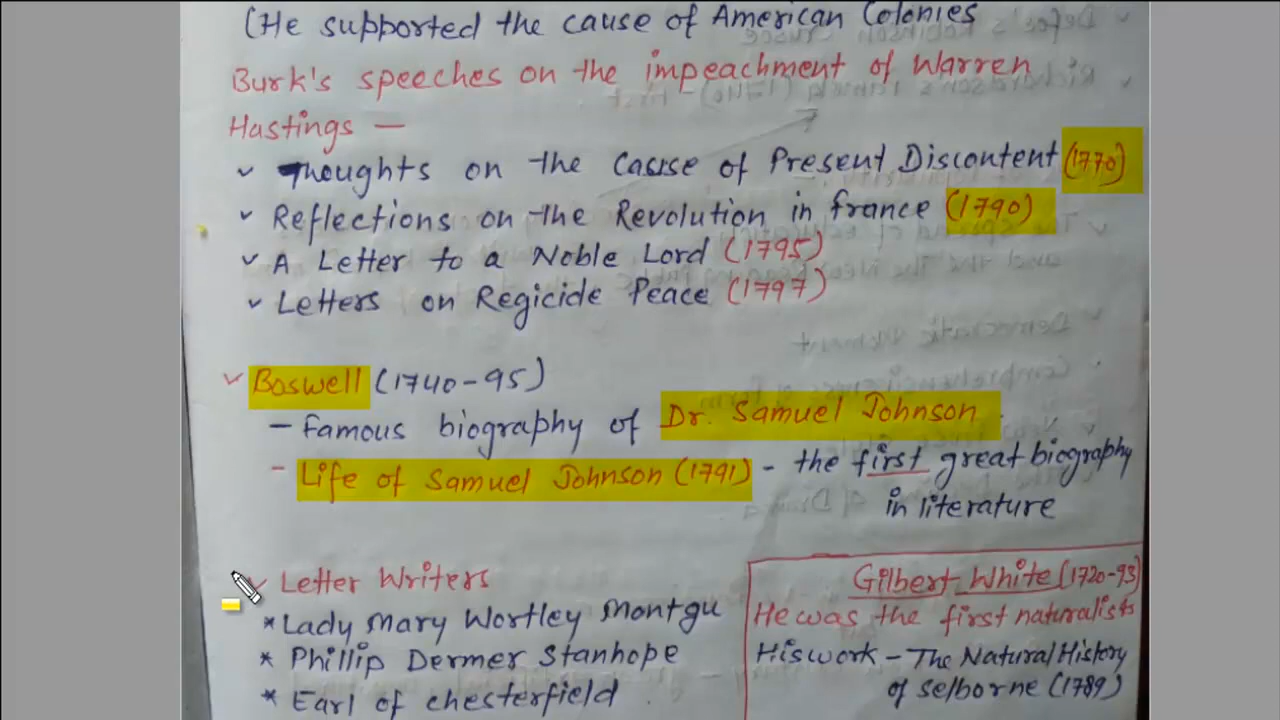 (He supported the cause of American Colonies
Burk's speeches on the impeachment of Warren
Hastings —
✓ Thoughts on the Causse of Present Discontent (1770)
✓ Reflections on the Revolution in france (1790)
✓ A Letter to a Noble Lord (1795)
✓ Letters on Regicide Peace (1797)
✓ Boswell (1740-95)
- famous biography of Dr. Samuel Johnson.
- Life of Samuel Johnson (1791) - the first great biography
in literature
✓ Letter Writers
* Lady Mary Wortley Montgu
* Phillip Dermer Stanhope
* Earl of chesterfield
Gilbert White (1720-93)
He was the first naturalists
His work - The Natural History
of Selborne (1789)